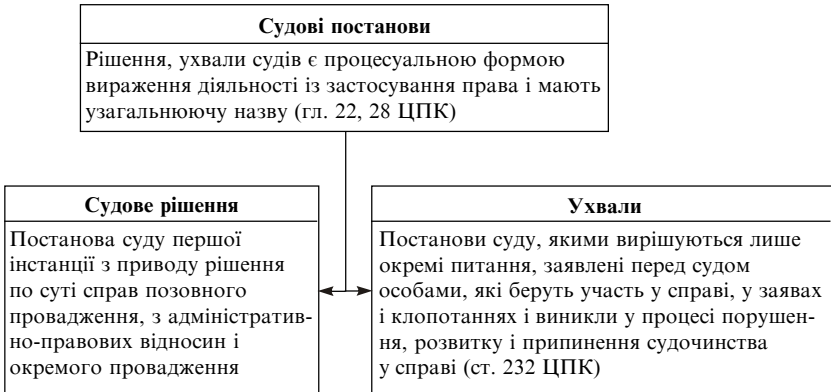 Судові постанови
Рішення, ухвали судів є процесуальною формою
вираження діяльності із застосування права і мають
узагальнюючу назву (гл. 22, 28 ЦПК)
Судове рішення
Постанова суду першої
інстанції з приводу рішення
по суті справ позовного
провадження, з адміністратив-
но-правових відносин і
окремого провадження
Ухвали
Постанови суду, якими вирішуються лише
окремі питання, заявлені перед судом
особами, які беруть участь у справі, у заявах
і клопотаннях і виникли у процесі порушен-
ня, розвитку і припинення судочинства
у справі (ст. 232 ЦПК)